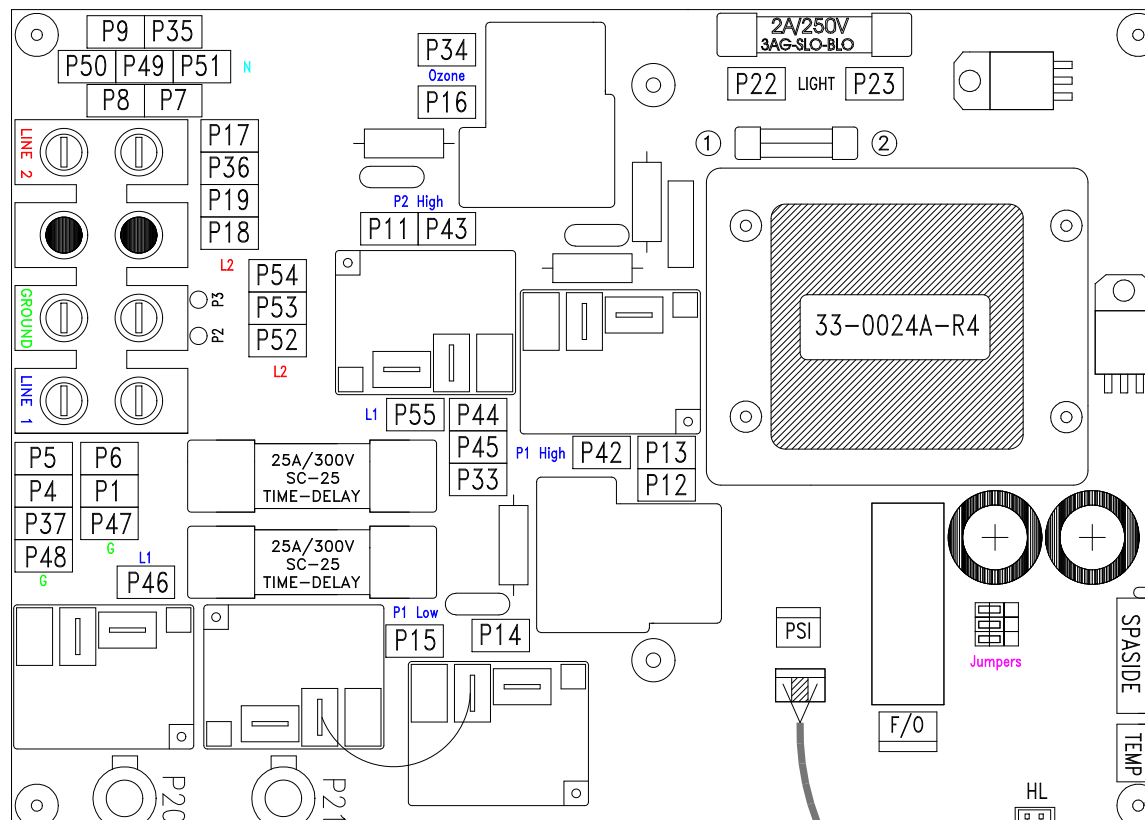 P9 P35
P50 P49 P51 N
P8 P7
P34
Ozone
P16
2A/250V
3AG-SLO-BLO
P22 LIGHT P23
1 2
LINE 2
P17
P36
P19
P18
L2
P2 High
P11 P43
GROUND
P3
P2
P54
P53
P52
L2
33-0024A-R4
LINE 1
L1 P55
P44
P45
P33
P1 High P42
P13
P12
P5 P6
P4 P1
P37 P47
P48 G
G
L1
P46
25A/300V
SC-25
TIME-DELAY
25A/300V
SC-25
TIME-DELAY
P1 Low
P15 P14
PSI
F/O
Jumpers
SPASIDE
TEMP
HL
P20
P21